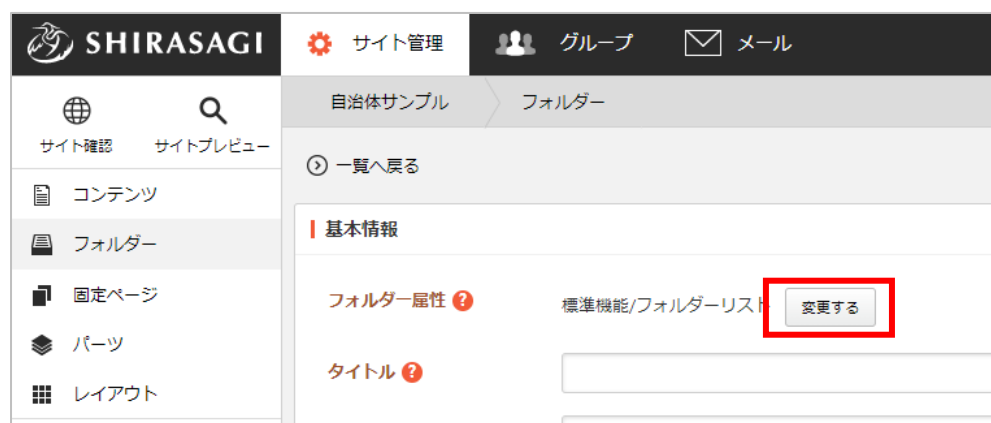 SHIRASAGI
サイト管理
グループ
メール
サイト確認
サイトプレビュー
自治体サンプル
フォルダー
一覧へ戻る
コンテンツ
フォルダー
固定ページ
パーツ
レイアウト
基本情報
フォルダー属性 ?
標準機能/フォルダーリスト
変更する
タイトル ?